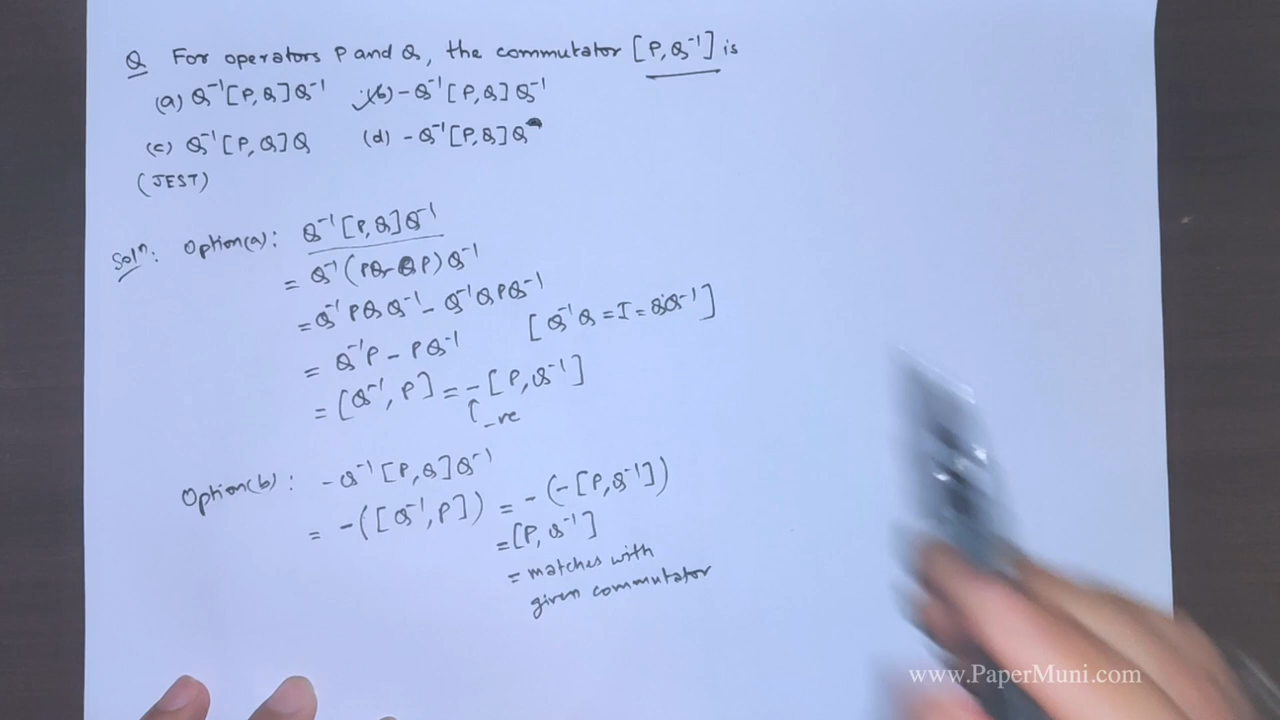 Q For operators P and Q, the commutator [P, Q⁻¹] is
(a) Q⁻¹[P, Q]Q⁻¹ (b) -Q⁻¹[P, Q]Q⁻¹
(c) Q⁻¹[P, Q]Q (d) -Q⁻¹[P, Q]Q
(JEST)
Solⁿ: Option(a): Q⁻¹[P, Q]Q⁻¹
= Q⁻¹(PQ-QP)Q⁻¹
= Q⁻¹PQQ⁻¹ - Q⁻¹QPQ⁻¹
= Q⁻¹P - PQ⁻¹ [Q⁻¹Q = I = QQ⁻¹]
= [Q⁻¹, P] = -[P, Q⁻¹]
-ve
Option(b): -Q⁻¹[P, Q]Q⁻¹
= -([Q⁻¹, P]) = -(-[P, Q⁻¹])
= [P, Q⁻¹]
= matches with
given commutator
www.PaperMuni.com